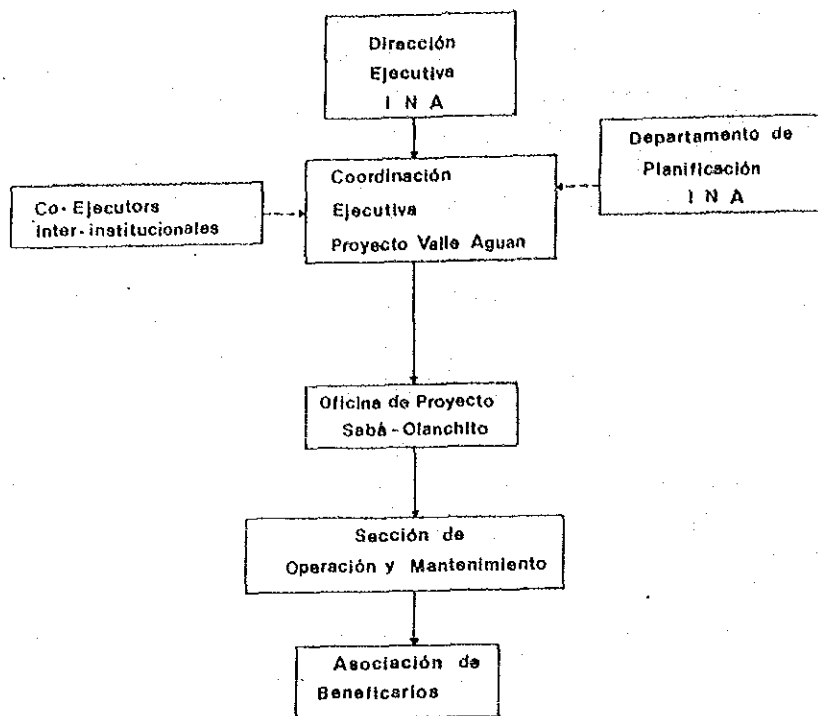 Dirección
Ejecutiva
I N A
Departamento de
Planificación
I N A
Coordinación
Ejecutiva
Proyecto Valle Aguan
Co-Ejecutors
Inter-institucionales
Oficina de Proyecto
Sabá-Olanchito
Sección de
Operación y Mantenimiento
Asociación de
Beneficarios